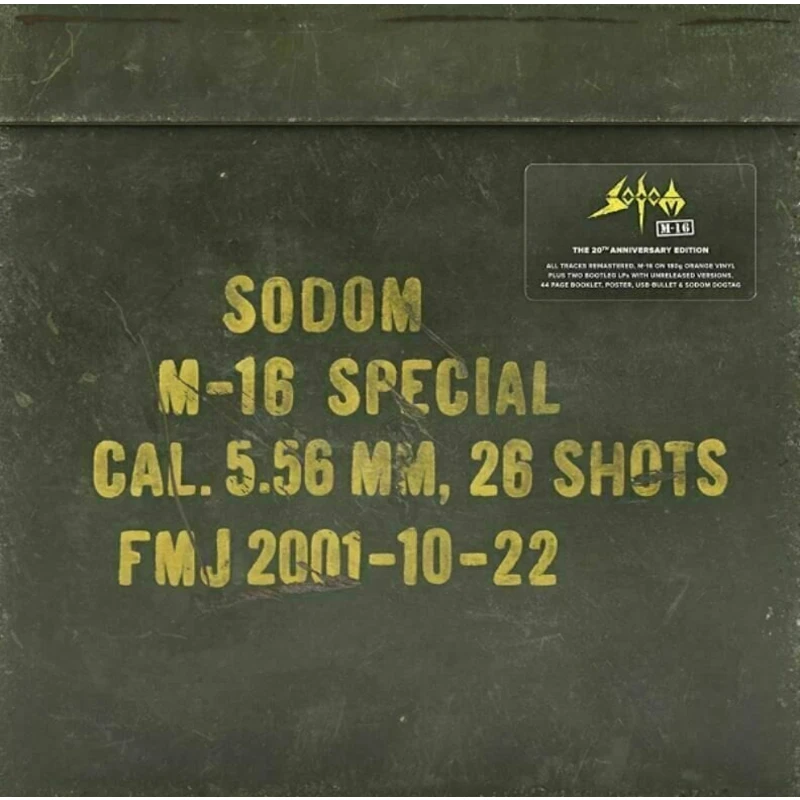 SODOM
M-16
THE 20TH ANNIVERSARY EDITION
ALL TRACKS REMASTERED, M-16 ON 180g ORANGE VINYL
PLUS TWO BOOTLEG LPs WITH UNRELEASED VERSIONS,
44 PAGE BOOKLET, POSTER, USB-BULLET & SODOM DOGTAG
SODOM
M-16 SPECIAL
CAL. 5.56 MM, 26 SHOTS
FMJ 2001-10-22